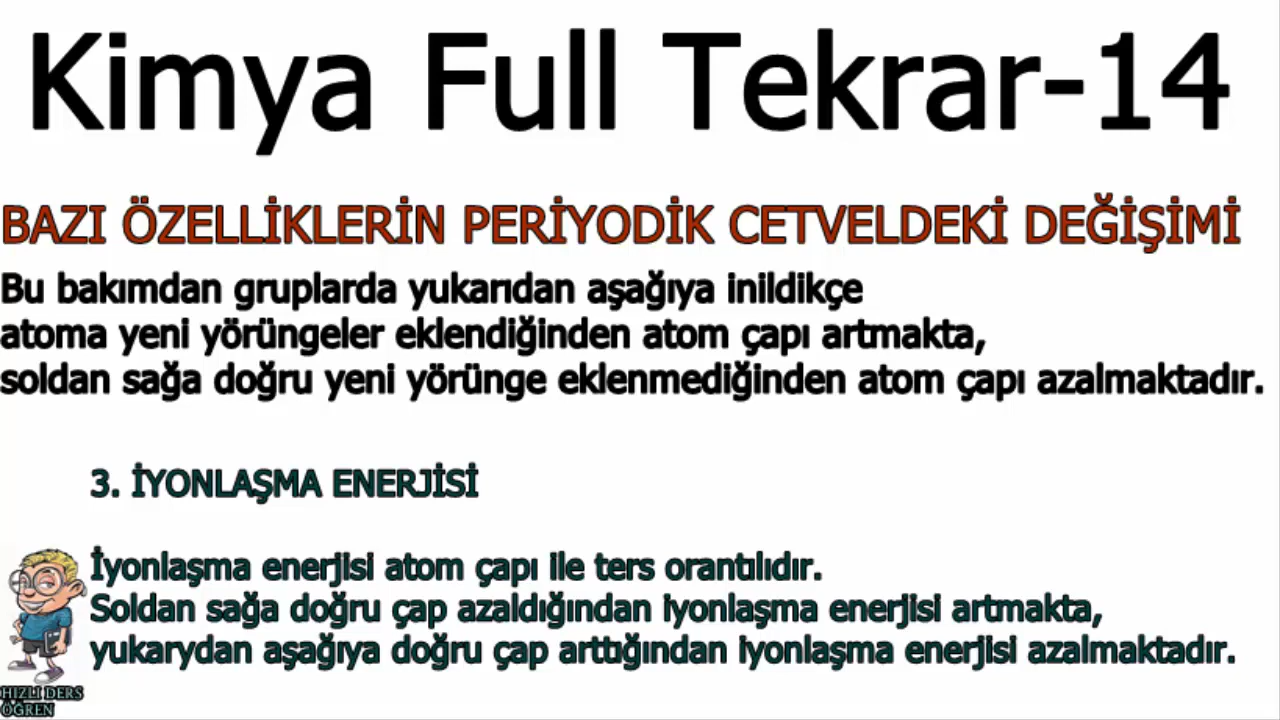 Kimya Full Tekrar-14
BAZI ÖZELLİKLERİN PERİYODİK CETVELDEKİ DEĞİŞİMİ
Bu bakımdan gruplarda yukarıdan aşağıya inildikçe
atoma yeni yörüngeler eklendiğinden atom çapı artmakta,
soldan sağa doğru yeni yörünge eklenmediğinden atom çapı azalmaktadır.
3. İYONLAŞMA ENERJİSİ
İyonlaşma enerjisi atom çapı ile ters orantılıdır.
Soldan sağa doğru çap azaldığından iyonlaşma enerjisi artmakta,
yukarydan aşağıya doğru çap arttığından iyonlaşma enerjisi azalmaktadır.
HIZLI DERS
ÖĞREN